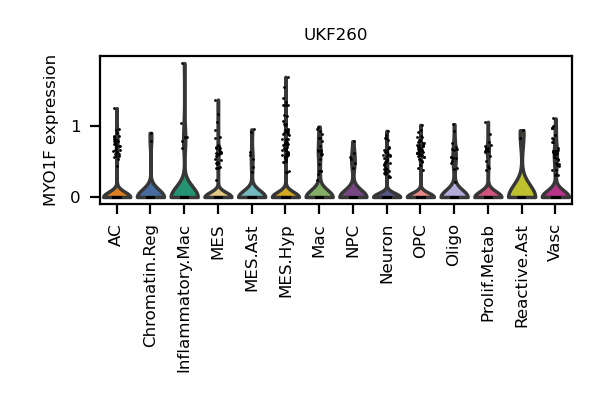 UKF260
MYO1F expression
1
0
AC
Chromatin.Reg
Inflammatory.Mac
MES
MES.Ast
MES.Hyp
Mac
NPC
Neuron
OPC
Oligo
Prolif.Metab
Reactive.Ast
Vasc